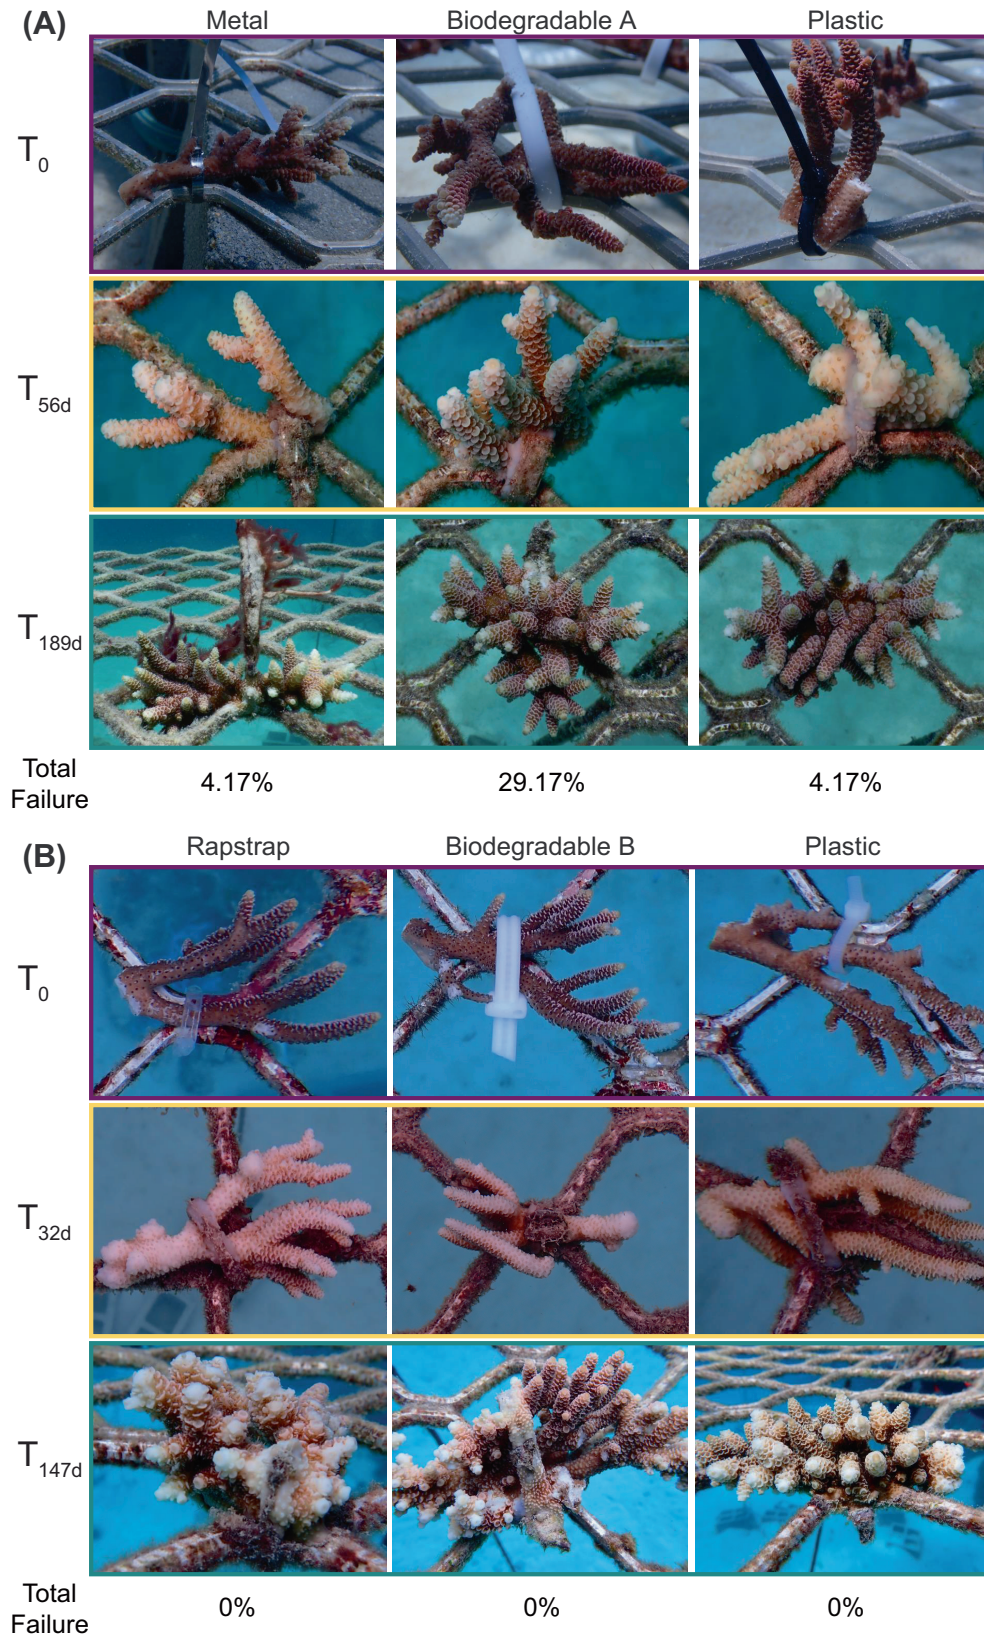 (A)
Metal Biodegradable A Plastic
T0
T56d
T189d
Total
Failure
4.17% 29.17% 4.17%
(B)
Rapstrap Biodegradable B Plastic
T0
T32d
T147d
Total
Failure
0% 0% 0%